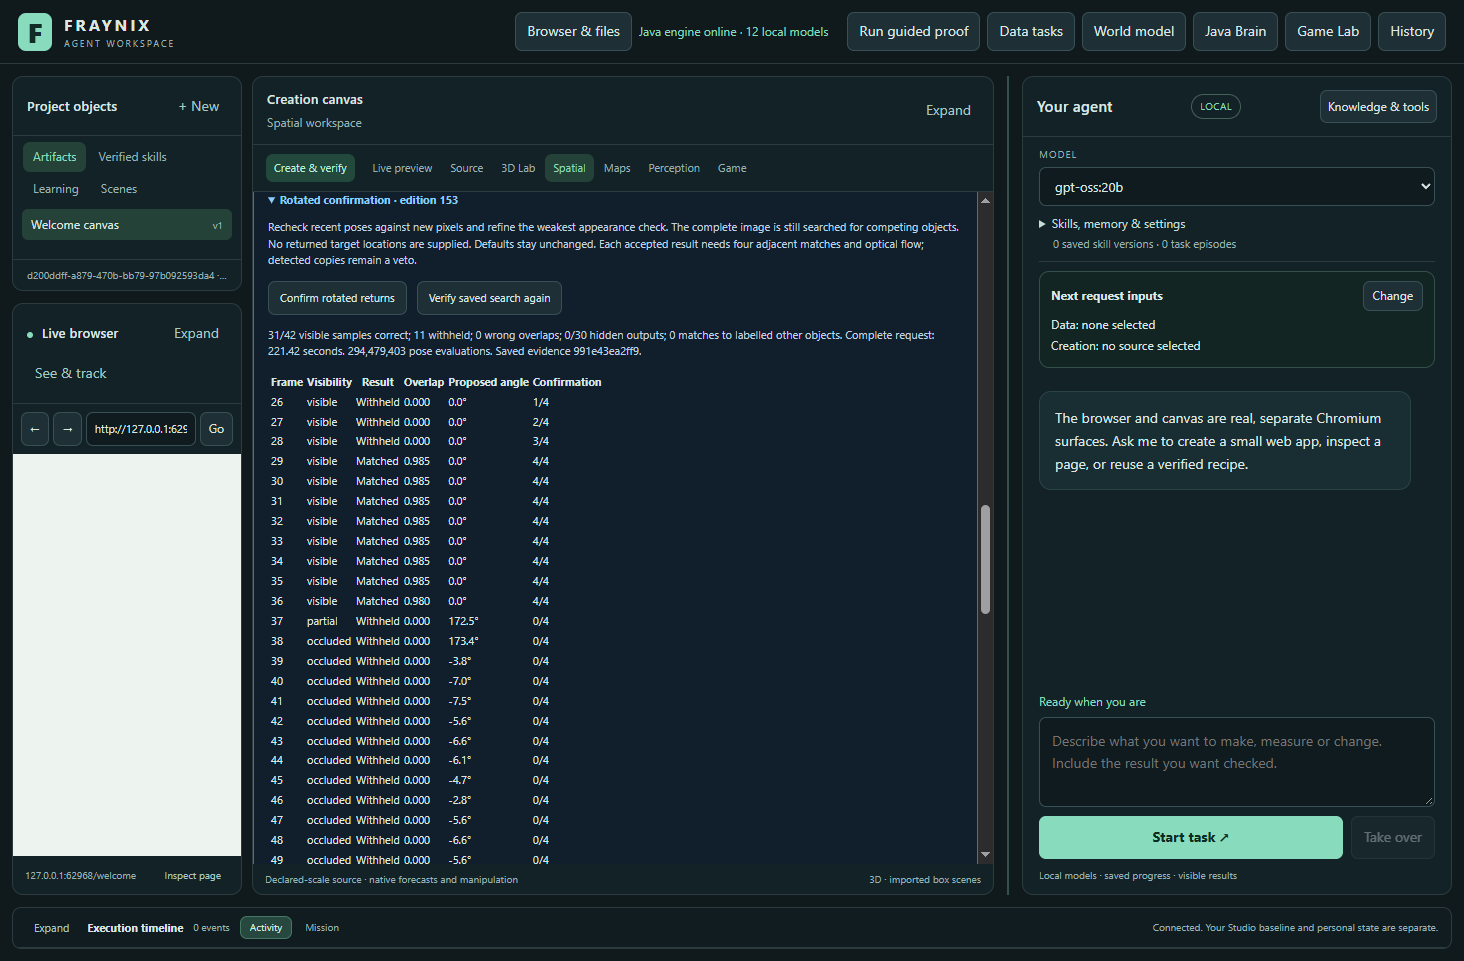 F FRAYNIX
AGENT WORKSPACE
Browser & files
Java engine online · 12 local models
Run guided proof
Data tasks
World model
Java Brain
Game Lab
History
Project objects
+ New
Artifacts
Verified skills
Learning
Scenes
Welcome canvas v1
d200ddff-a879-470b-bb79-97b092593da4 ·...
Live browser
Expand
See & track
← → http://127.0.0.1:629 Go
127.0.0.1:62968/welcome
Inspect page
Creation canvas
Spatial workspace
Expand
Create & verify
Live preview
Source
3D Lab
Spatial
Maps
Perception
Game
▼ Rotated confirmation · edition 153
Recheck recent poses against new pixels and refine the weakest appearance check. The complete image is still searched for competing objects.
No returned target locations are supplied. Defaults stay unchanged. Each accepted result needs four adjacent matches and optical flow;
detected copies remain a veto.
Confirm rotated returns
Verify saved search again
31/42 visible samples correct; 11 withheld; 0 wrong overlaps; 0/30 hidden outputs; 0 matches to labelled other objects. Complete request:
221.42 seconds. 294,479,403 pose evaluations. Saved evidence 991e43ea2ff9.
Frame Visibility Result Overlap Proposed angle Confirmation
26 visible Withheld 0.000 0.0° 1/4
27 visible Withheld 0.000 0.0° 2/4
28 visible Withheld 0.000 0.0° 3/4
29 visible Matched 0.985 0.0° 4/4
30 visible Matched 0.985 0.0° 4/4
31 visible Matched 0.985 0.0° 4/4
32 visible Matched 0.985 0.0° 4/4
33 visible Matched 0.985 0.0° 4/4
34 visible Matched 0.985 0.0° 4/4
35 visible Matched 0.985 0.0° 4/4
36 visible Matched 0.980 0.0° 4/4
37 partial Withheld 0.000 172.5° 0/4
38 occluded Withheld 0.000 173.4° 0/4
39 occluded Withheld 0.000 -3.8° 0/4
40 occluded Withheld 0.000 -7.0° 0/4
41 occluded Withheld 0.000 -7.5° 0/4
42 occluded Withheld 0.000 -5.6° 0/4
43 occluded Withheld 0.000 -6.6° 0/4
44 occluded Withheld 0.000 -6.1° 0/4
45 occluded Withheld 0.000 -4.7° 0/4
46 occluded Withheld 0.000 -2.8° 0/4
47 occluded Withheld 0.000 -5.6° 0/4
48 occluded Withheld 0.000 -6.6° 0/4
49 occluded Withheld 0.000 -5.6° 0/4
Declared-scale source · native forecasts and manipulation
3D · imported box scenes
Your agent
LOCAL
Knowledge & tools
MODEL
gpt-oss:20b
▶ Skills, memory & settings
0 saved skill versions · 0 task episodes
Next request inputs
Change
Data: none selected
Creation: no source selected
The browser and canvas are real, separate Chromium
surfaces. Ask me to create a small web app, inspect a
page, or reuse a verified recipe.
Ready when you are
Describe what you want to make, measure or change.
Include the result you want checked.
Start task ↗
Take over
Local models · saved progress · visible results
Expand
Execution timeline
0 events
Activity
Mission
Connected. Your Studio baseline and personal state are separate.